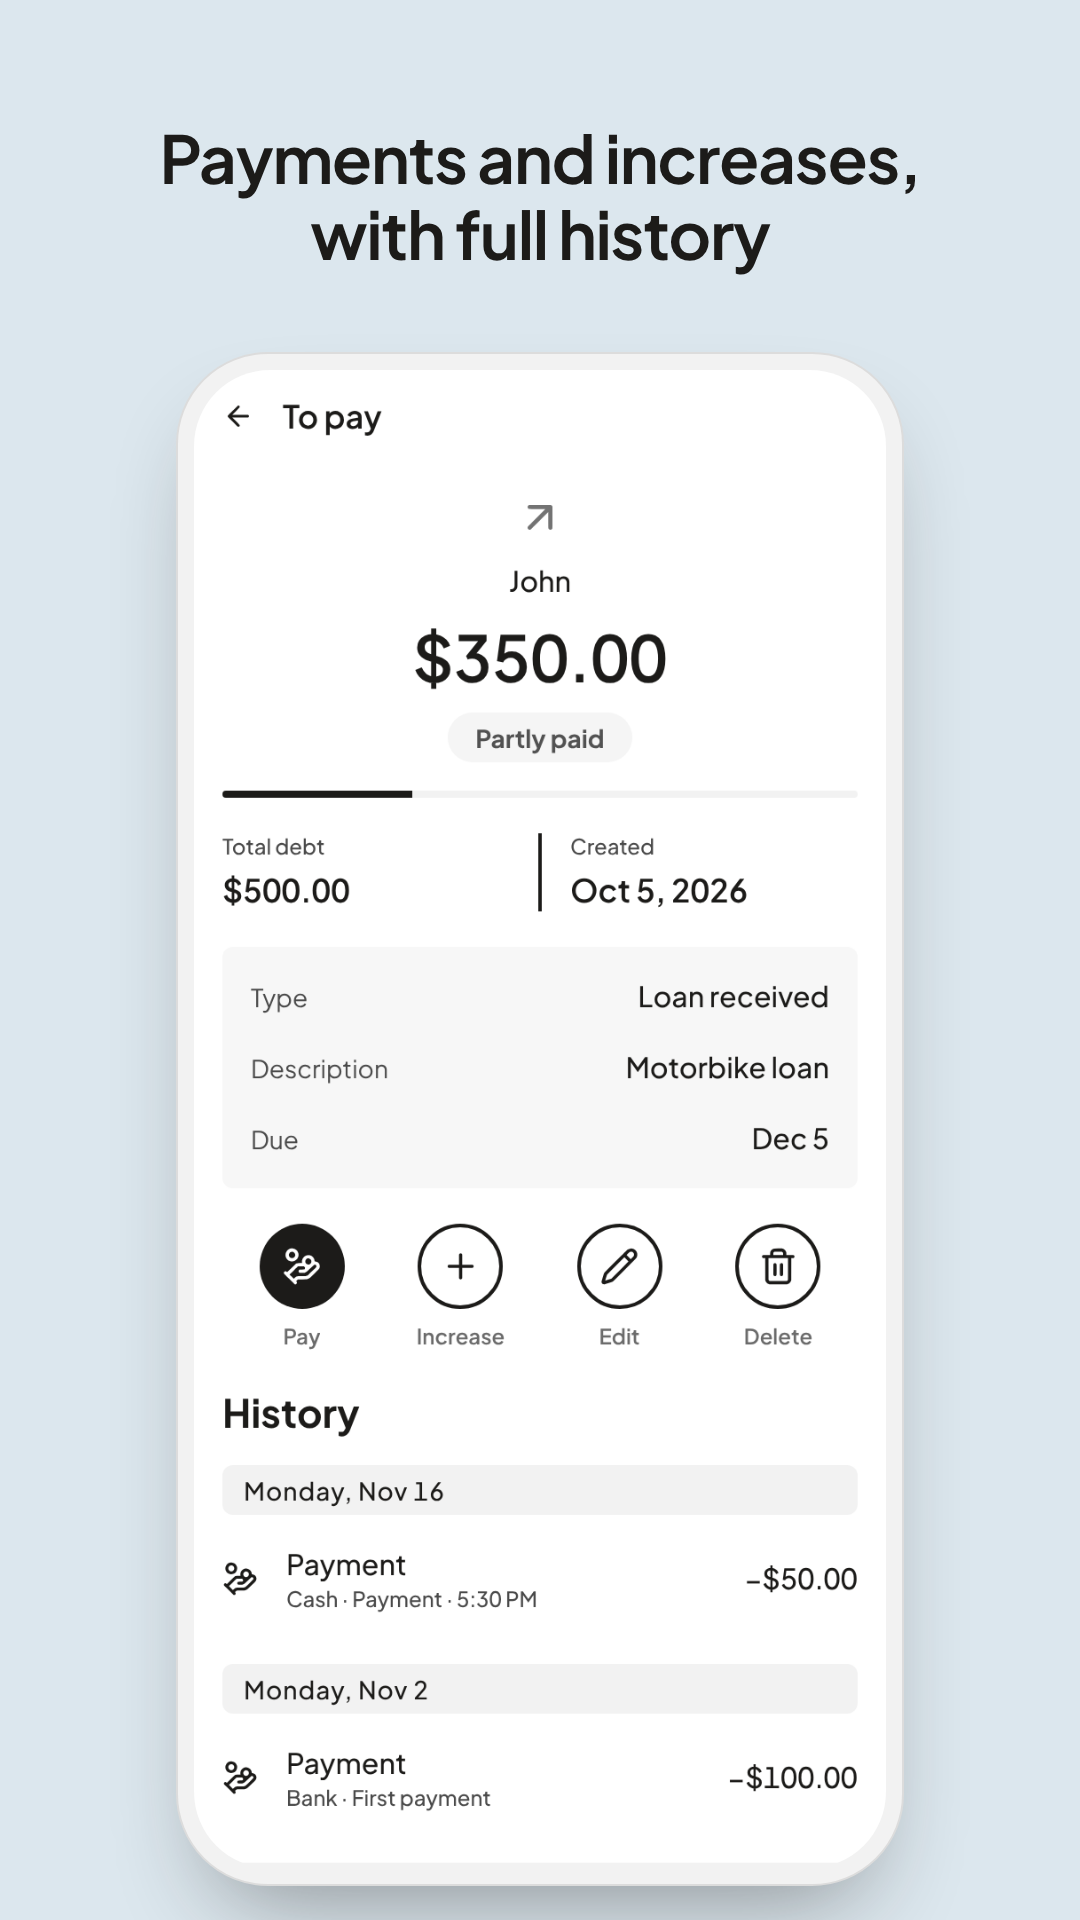 Payments and increases,
with full history
To pay
John
$350.00
Partly paid
Total debt
$500.00
Created
Oct 5, 2026
Type
Loan received
Description
Motorbike loan
Due
Dec 5
Pay
Increase
Edit
Delete
History
Monday, Nov 16
Payment
Cash · Payment · 5:30 PM
−$50.00
Monday, Nov 2
Payment
Bank · First payment
−$100.00